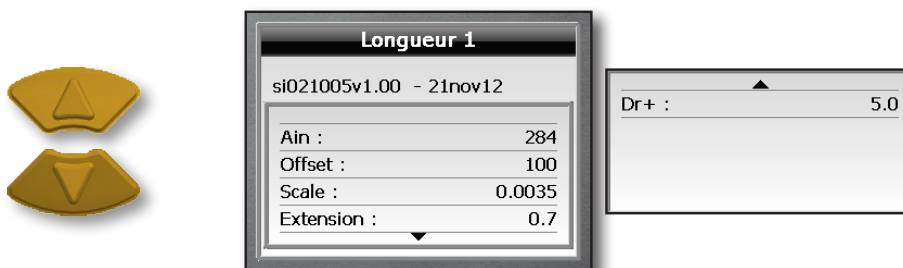 Longueur 1
si021005v1.00 - 21nov12
Ain : 284
Offset : 100
Scale : 0.0035
Extension : 0.7
Dr+ : 5.0